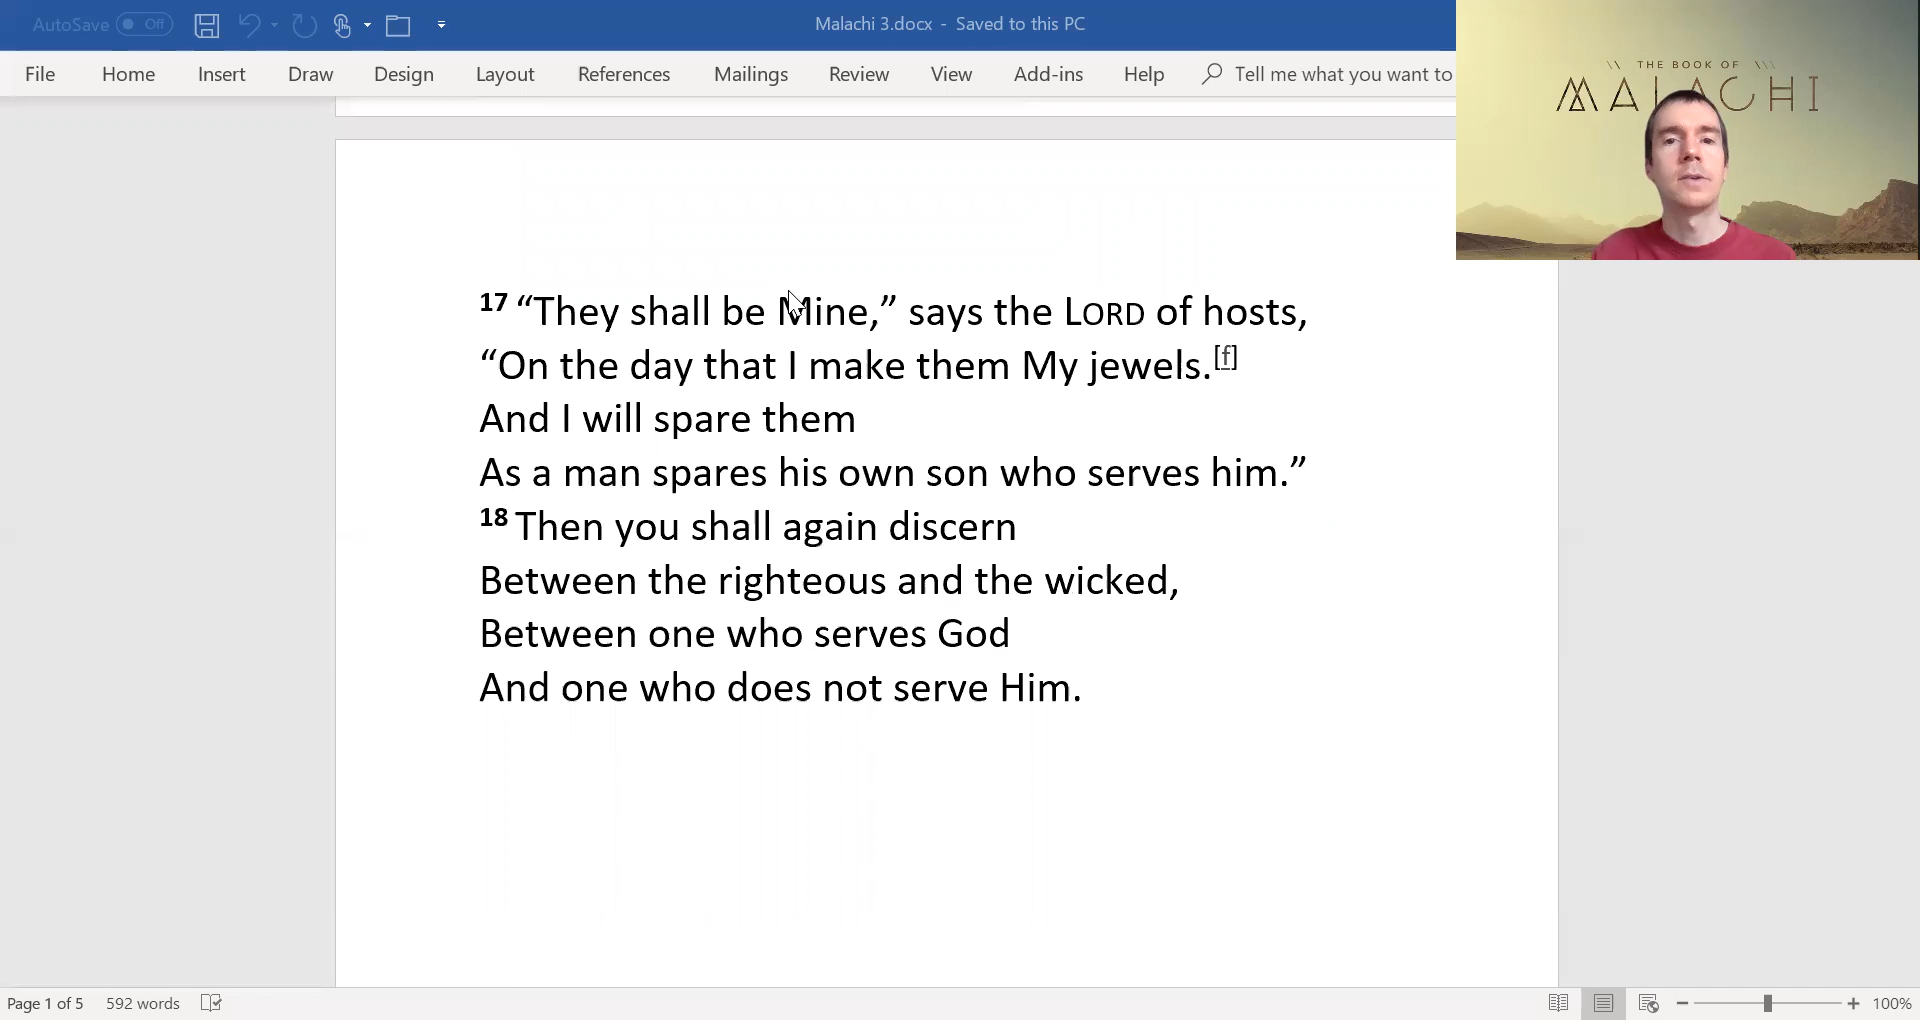 AutoSave Off
Malachi 3.docx - Saved to this PC
File Home Insert Draw Design Layout References Mailings Review View Add-ins Help Tell me what you want to
\\ THE BOOK OF \\\
MALACHI
17 “They shall be Mine,” says the LORD of hosts,
“On the day that I make them My jewels.[f]
And I will spare them
As a man spares his own son who serves him.”
18 Then you shall again discern
Between the righteous and the wicked,
Between one who serves God
And one who does not serve Him.
Page 1 of 5 592 words 100%